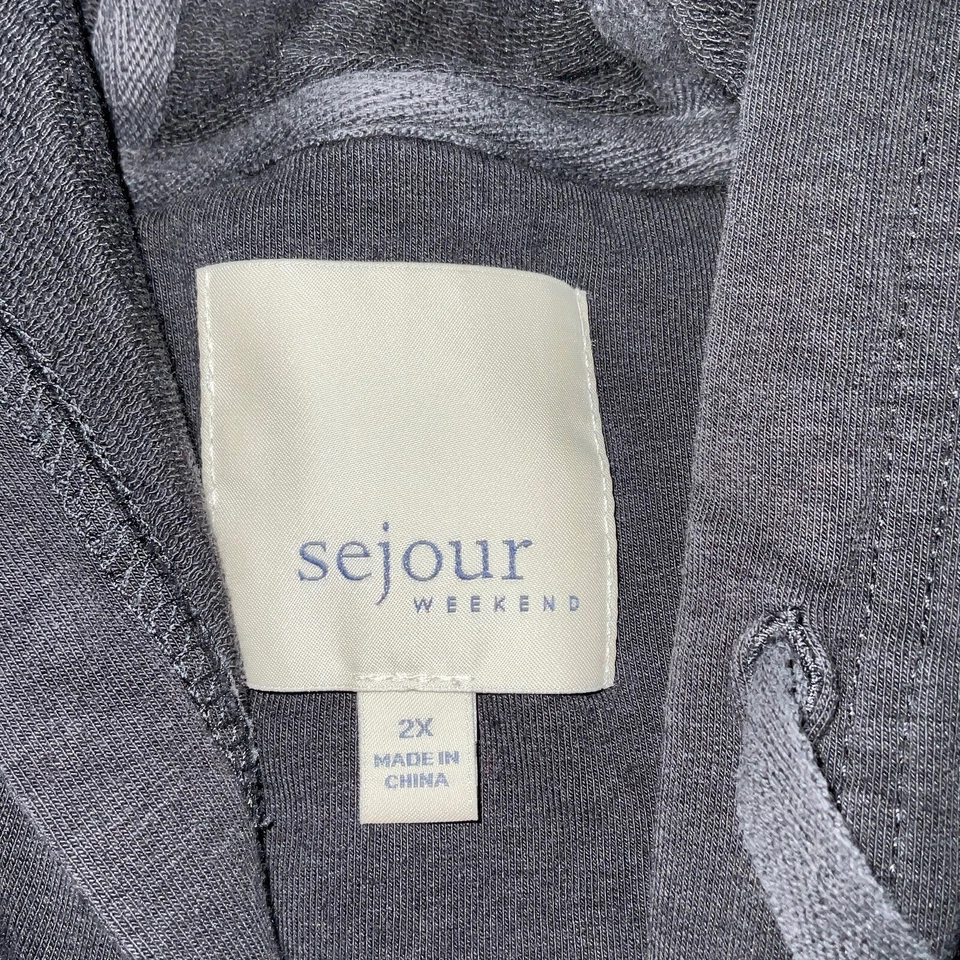 sejour
WEEKEND
2X
MADE IN
CHINA